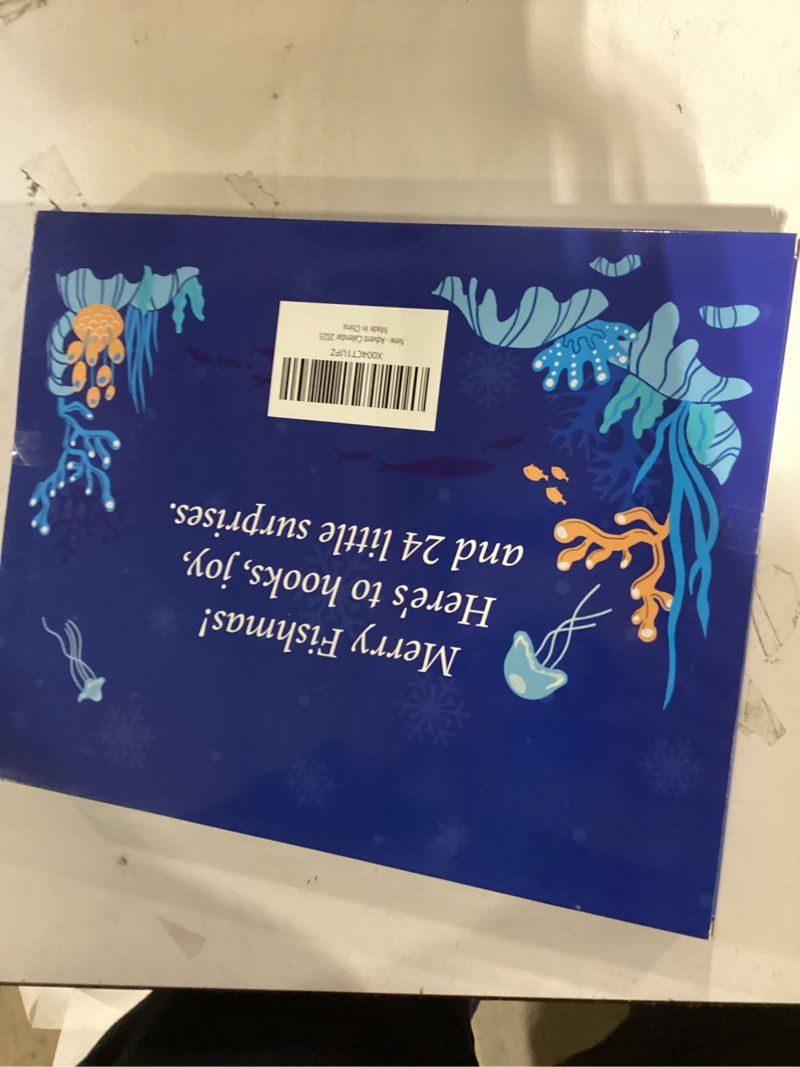 Merry Fishmas!
Here's to hooks, joy,
and 24 little surprises.
X004CT1UPZ
New - Advent Calendar 2025
Made in China